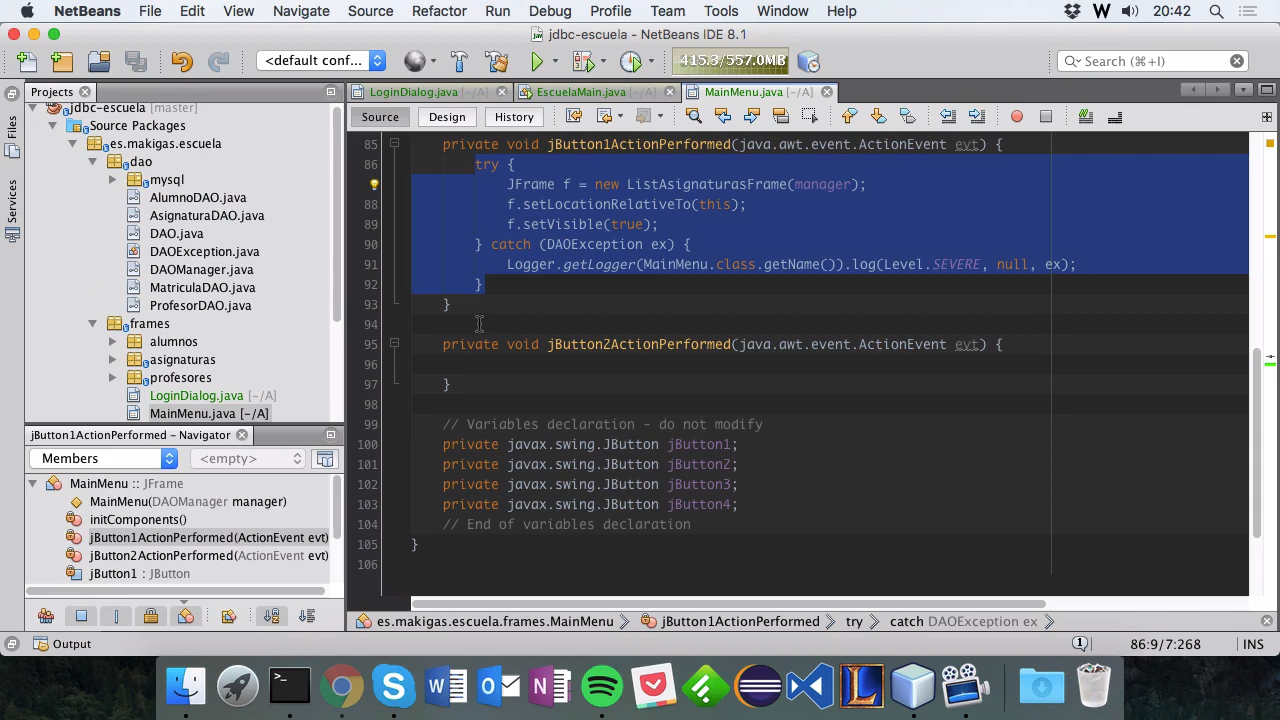 NetBeans File Edit View Navigate Source Refactor Run Debug Profile Team Tools Window Help 20:42
jdbc-escuela - NetBeans IDE 8.1
<default conf... 415.3/557.0MB Search (⌘+I)
Projects
jdbc-escuela [master]
Source Packages
es.makigas.escuela
dao
mysql
AlumnoDAO.java
AsignaturaDAO.java
DAO.java
DAOException.java
DAOManager.java
MatriculaDAO.java
ProfesorDAO.java
frames
alumnos
asignaturas
profesores
LoginDialog.java [-/A]
MainMenu.java [-/A]
Files
Services
jButton1ActionPerformed - Navigator
Members <empty>
MainMenu :: JFrame
MainMenu(DAOManager manager)
initComponents()
jButton1ActionPerformed(ActionEvent evt)
jButton2ActionPerformed(ActionEvent evt)
jButton1 : JButton
LoginDialog.java [-/A] EscuelaMain.java [-/A] MainMenu.java [-/A]
Source Design History
85 private void jButton1ActionPerformed(java.awt.event.ActionEvent evt) {
86 try {
JFrame f = new ListAsignaturasFrame(manager);
88 f.setLocationRelativeTo(this);
89 f.setVisible(true);
90 } catch (DAOException ex) {
91 Logger.getLogger(MainMenu.class.getName()).log(Level.SEVERE, null, ex);
92 }
93 }
94
95 private void jButton2ActionPerformed(java.awt.event.ActionEvent evt) {
96
97 }
98
99 // Variables declaration - do not modify
100 private javax.swing.JButton jButton1;
101 private javax.swing.JButton jButton2;
102 private javax.swing.JButton jButton3;
103 private javax.swing.JButton jButton4;
104 // End of variables declaration
105 }
106
es.makigas.escuela.frames.MainMenu jButton1ActionPerformed try catch DAOException ex
Output 1 86:9/7:268 INS